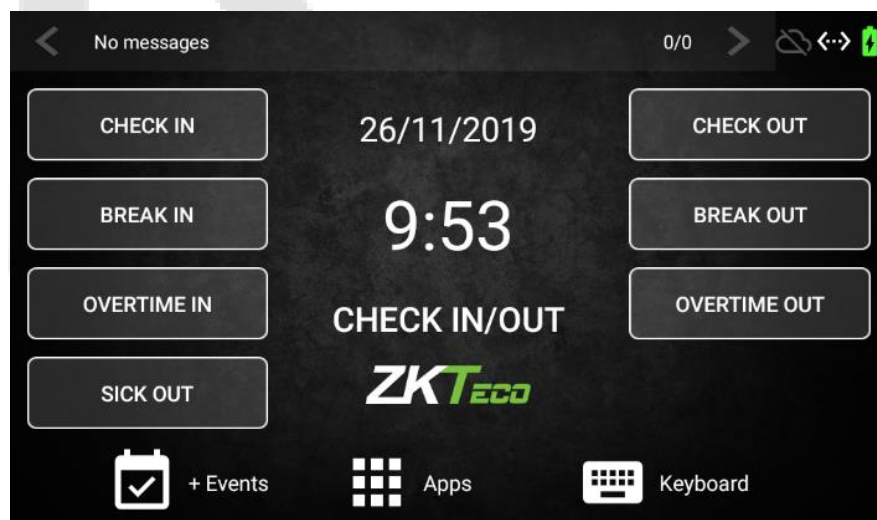 No messages
0/0
CHECK IN
26/11/2019
CHECK OUT
BREAK IN
9:53
BREAK OUT
OVERTIME IN
CHECK IN/OUT
OVERTIME OUT
SICK OUT
ZKTECO
+ Events
Apps
Keyboard